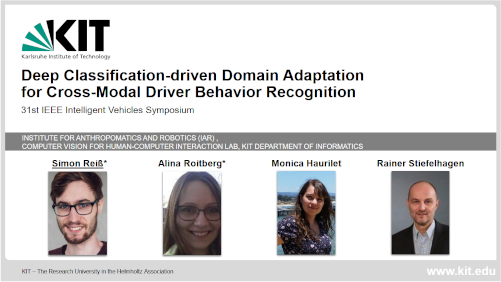 KIT
Karlsruhe Institute of Technology
Deep Classification-driven Domain Adaptation
for Cross-Modal Driver Behavior Recognition
31st IEEE Intelligent Vehicles Symposium
INSTITUTE FOR ANTHROPOMATICS AND ROBOTICS (IAR) ,
COMPUTER VISION FOR HUMAN-COMPUTER INTERACTION LAB, KIT DEPARTMENT OF INFORMATICS
Simon Reiß* Alina Roitberg* Monica Haurilet Rainer Stiefelhagen
KIT – The Research University in the Helmholtz Association
www.kit.edu